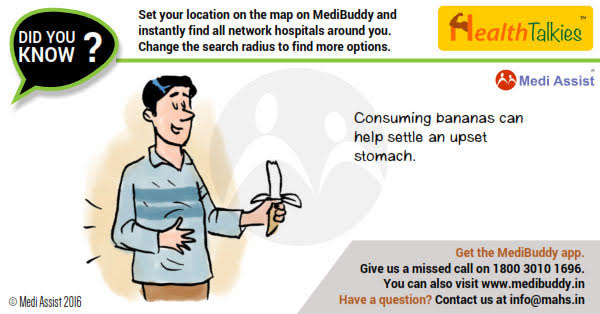 DID YOU
KNOW ?
Set your location on the map on MediBuddy and
instantly find all network hospitals around you.
Change the search radius to find more options.
HealthTalkies™
Medi Assist®
Consuming bananas can
help settle an upset
stomach.
Get the MediBuddy app.
Give us a missed call on 1800 3010 1696.
You can also visit www.medibuddy.in
Have a question? Contact us at info@mahs.in
© Medi Assist 2016